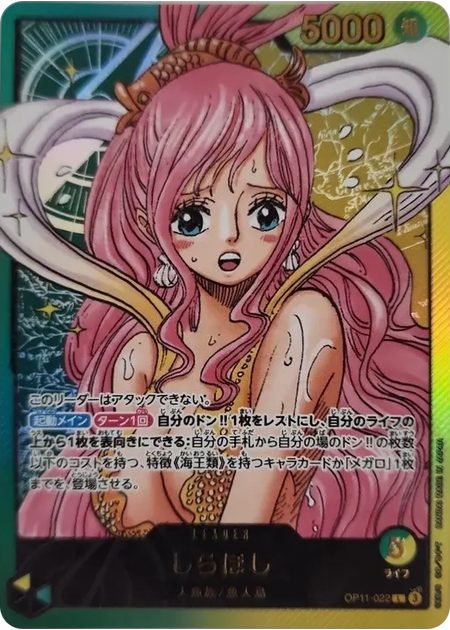 5000 知
このリーダーはアタックできない。
起動メイン ターン1回 自分のドン!!1枚をレストにし、自分のライフの
上から1枚を表向きにできる:自分の手札から自分の場のドン!!の枚数
以下のコストを持つ、特徴《海王類》を持つキャラカードか「メガロ」1枚
までを、登場させる。
LEADER
しらほし
人魚族/魚人島
ライフ
OP11-022 L 3